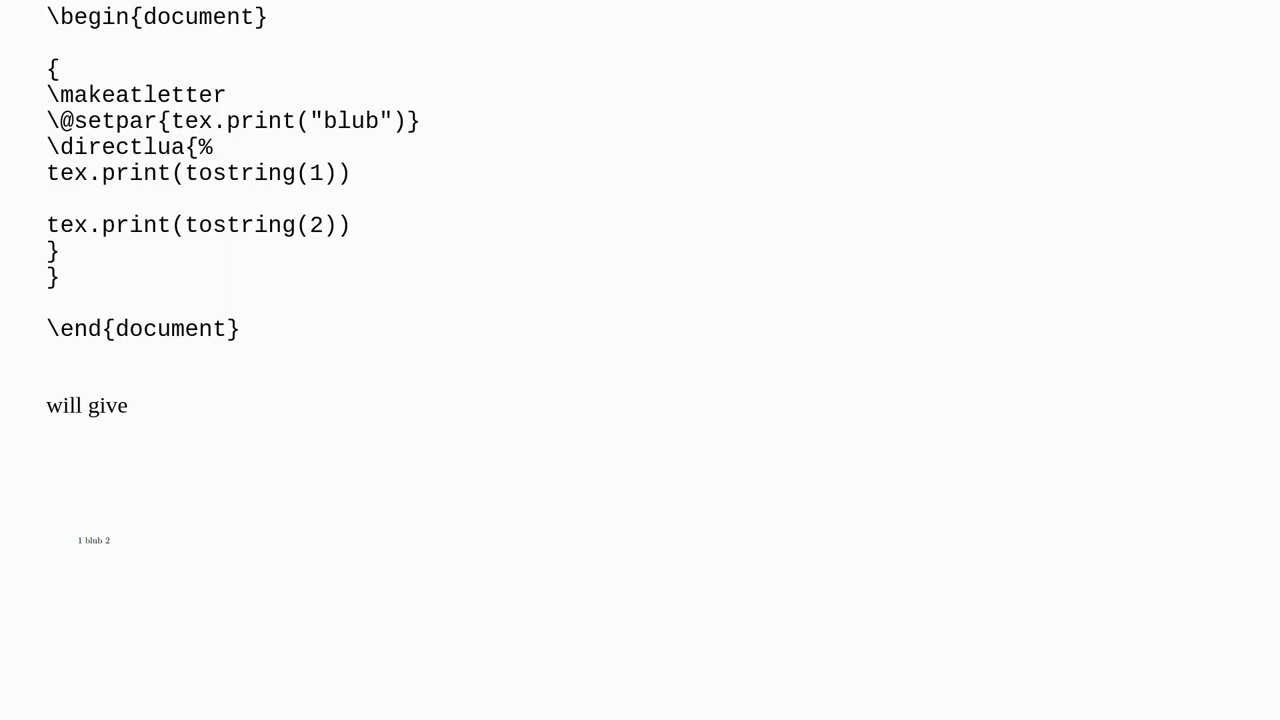 \begin{document}
{
\makeatletter
\@setpar{tex.print("blub")}
\directlua{%
tex.print(tostring(1))
tex.print(tostring(2))
}
}
\end{document}
will give
1 blub 2